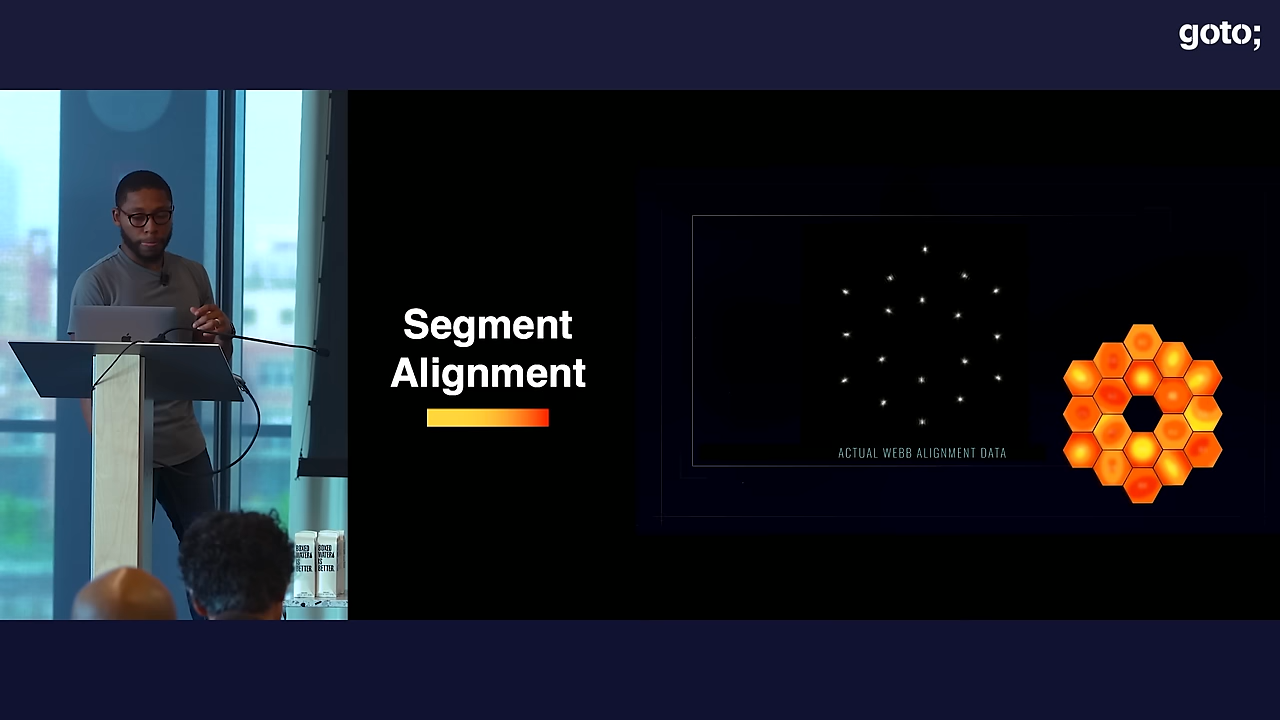 goto;
Segment
Alignment
ACTUAL WEBB ALIGNMENT DATA
BOXED
WATER
IS
BETTER
BOXED
WATER
IS
BETTER